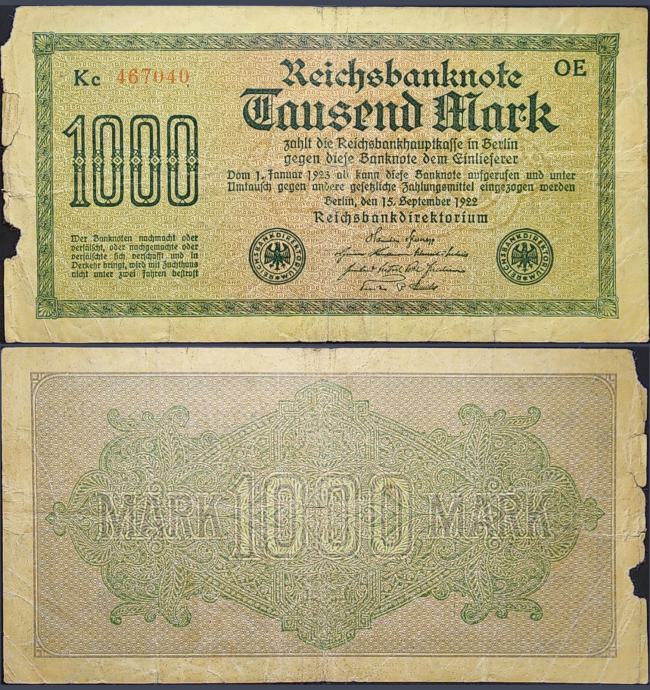 Kc 467040
OE
Reichsbanknote
Tausend Mark
1000
zahlt die Reichsbankhauptkasse in Berlin
gegen diese Banknote dem Einlieferer
Vom 1. Januar 1923 ab kann diese Banknote aufgerufen und unter
Umtausch gegen andere gesetzliche Zahlungsmittel eingezogen werden
Berlin, den 15. September 1922
Reichsbankdirektorium
Wer Banknoten nachmacht oder
verfälscht, oder nachgemachte oder
verfälschte sich verschafft und in
Verkehr bringt, wird mit Zuchthaus
nicht unter zwei Jahren bestraft
REICHSBANKDIREKTORIUM
REICHSBANKDIREKTORIUM
MARK 1000 MARK